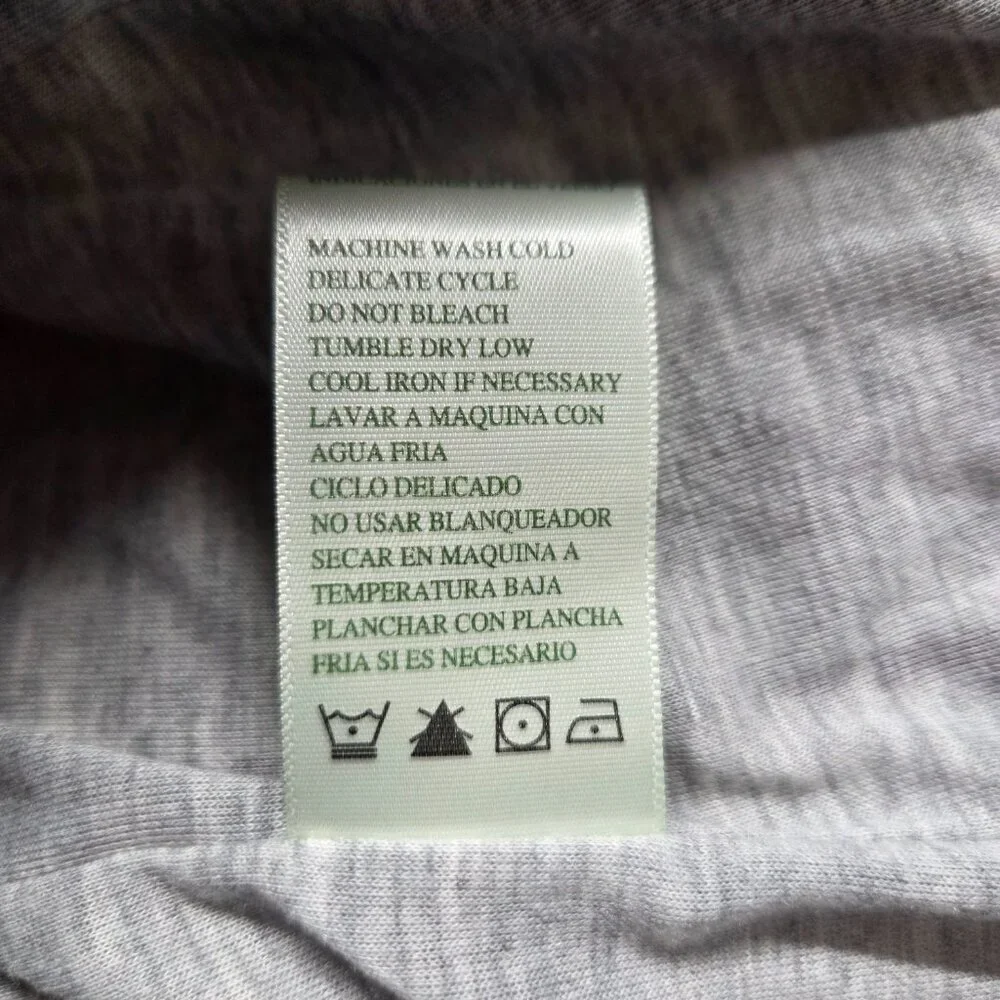 MACHINE WASH COLD
DELICATE CYCLE
DO NOT BLEACH
TUMBLE DRY LOW
COOL IRON IF NECESSARY
LAVAR A MAQUINA CON
AGUA FRIA
CICLO DELICADO
NO USAR BLANQUEADOR
SECAR EN MAQUINA A
TEMPERATURA BAJA
PLANCHAR CON PLANCHA
FRIA SI ES NECESARIO